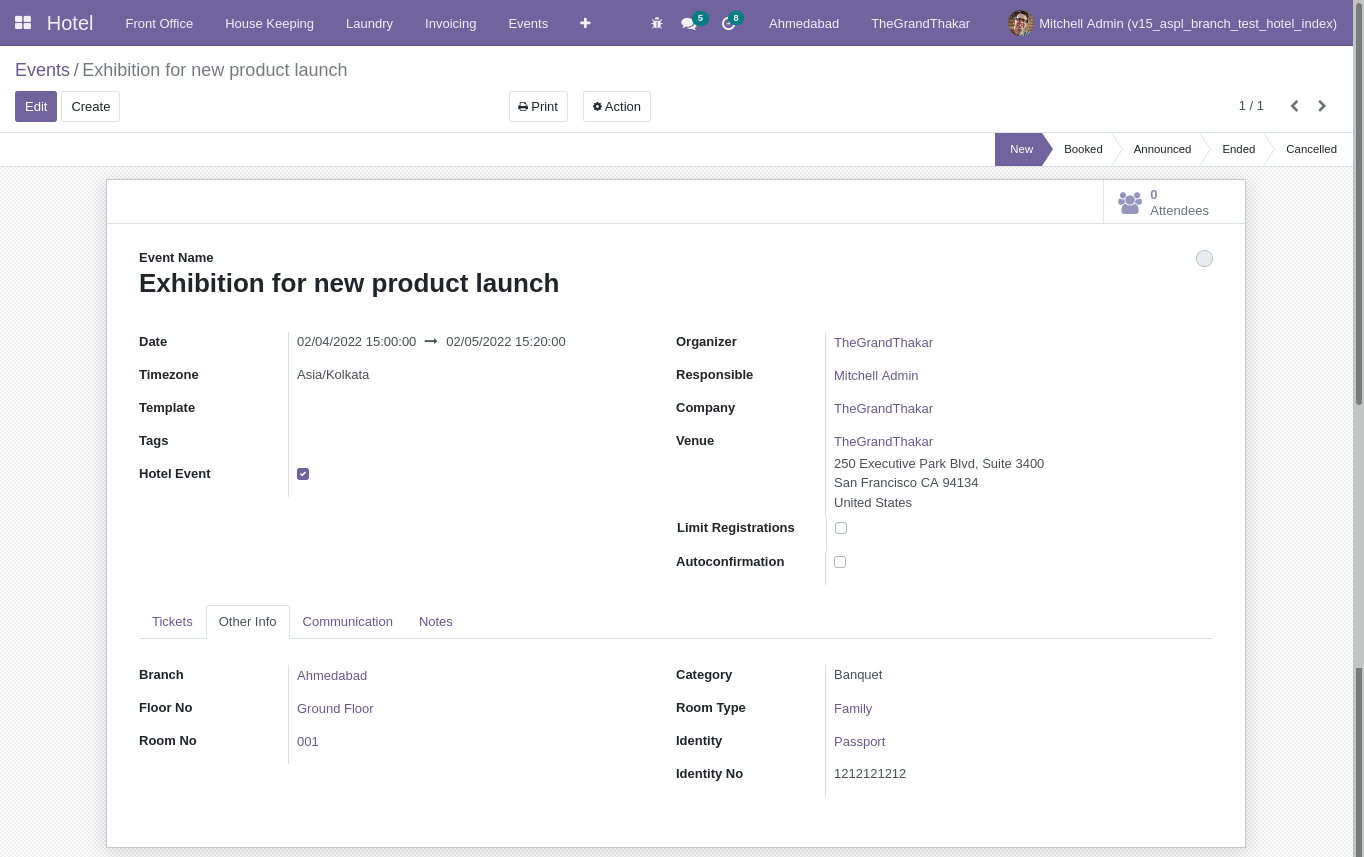 Hotel Front Office House Keeping Laundry Invoicing Events 5 8 Ahmedabad TheGrandThakar Mitchell Admin (v15_aspl_branch_test_hotel_index)
Events / Exhibition for new product launch
Edit Create Print Action 1 / 1
New Booked Announced Ended Cancelled
0
Attendees
Event Name
Exhibition for new product launch
Date 02/04/2022 15:00:00 → 02/05/2022 15:20:00
Timezone Asia/Kolkata
Template
Tags
Hotel Event
Organizer TheGrandThakar
Responsible Mitchell Admin
Company TheGrandThakar
Venue TheGrandThakar
250 Executive Park Blvd, Suite 3400
San Francisco CA 94134
United States
Limit Registrations
Autoconfirmation
Tickets Other Info Communication Notes
Branch Ahmedabad
Floor No Ground Floor
Room No 001
Category Banquet
Room Type Family
Identity Passport
Identity No 1212121212